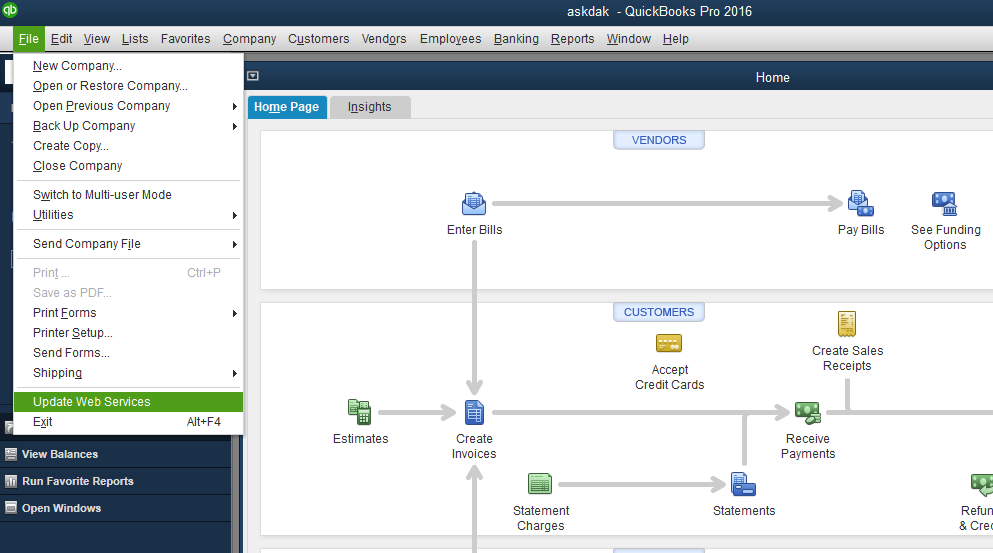 qb
askdak - QuickBooks Pro 2016
File Edit View Lists Favorites Company Customers Vendors Employees Banking Reports Window Help
New Company...
Open or Restore Company...
Open Previous Company
Back Up Company
Create Copy...
Close Company
Switch to Multi-user Mode
Utilities
Send Company File
Print ... Ctrl+P
Save as PDF...
Print Forms
Printer Setup...
Send Forms...
Shipping
Update Web Services
Exit Alt+F4
View Balances
Run Favorite Reports
Open Windows
Home
Home Page Insights
VENDORS
Enter Bills
Pay Bills
See Funding
Options
CUSTOMERS
Accept
Credit Cards
Create Sales
Receipts
Estimates
Create
Invoices
Receive
Payments
Statement
Charges
Statements
Refun
& Cred